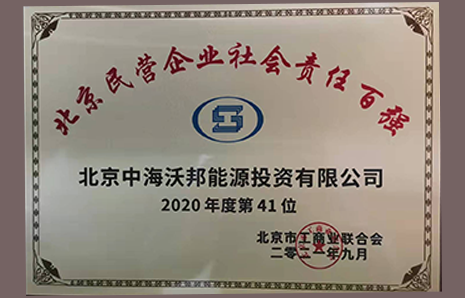 北京民营企业社会责任百强
北京中海沃邦能源投资有限公司
2020年度第41位
北京市工商业联合会
二零二一年九月